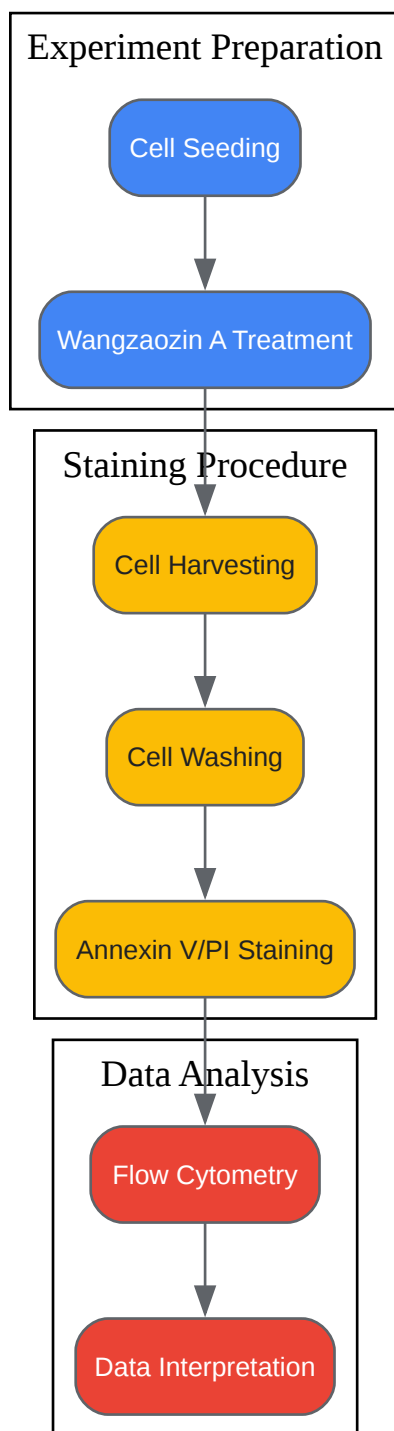 Experiment Preparation
Cell Seeding
Wangzaozin A Treatment
Staining Procedure
Cell Harvesting
Cell Washing
Annexin V/PI Staining
Data Analysis
Flow Cytometry
Data Interpretation